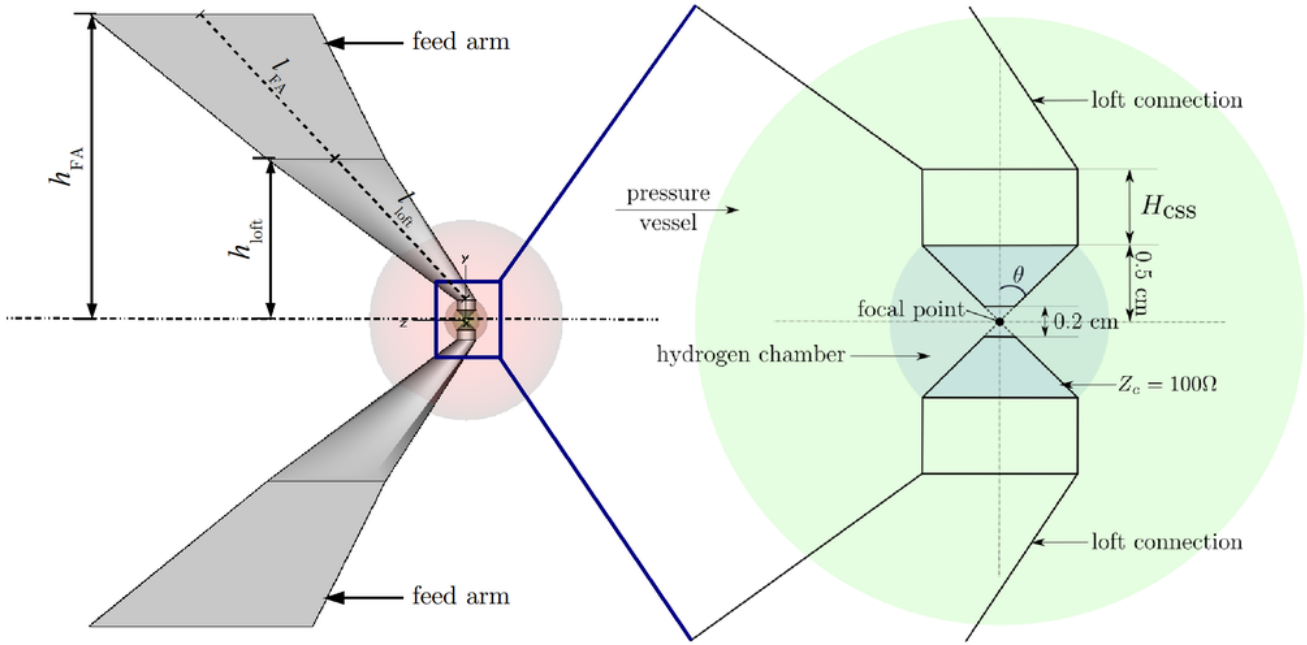 feed arm
l_FA
h_FA
l_loft
h_loft
Y
Z
X
feed arm
loft connection
pressure
vessel
H_CSS
0.5 cm
θ
focal point
0.2 cm
hydrogen chamber
Z_c = 100Ω
loft connection